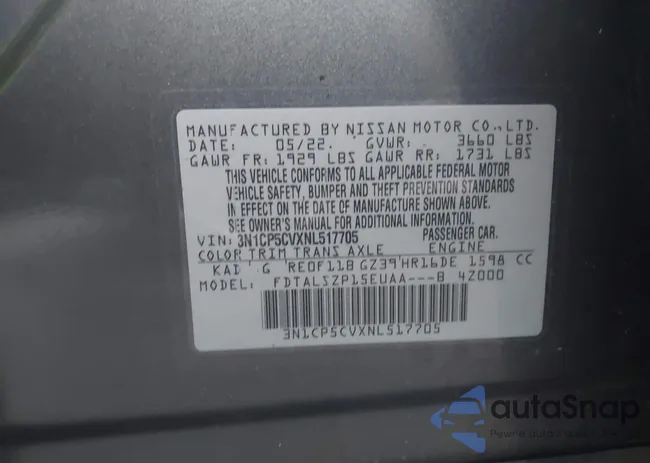 MANUFACTURED BY NISSAN MOTOR CO.,LTD.
DATE: 05/22. GVWR: 3660 LBS
GAWR FR: 1929 LBS GAWR RR: 1731 LBS
THIS VEHICLE CONFORMS TO ALL APPLICABLE FEDERAL MOTOR
VEHICLE SAFETY, BUMPER AND THEFT PREVENTION STANDARDS
IN EFFECT ON THE DATE OF MANUFACTURE SHOWN ABOVE.
SEE OWNER'S MANUAL FOR ADDITIONAL INFORMATION.
VIN: 3N1CP5CVXNL517705 PASSENGER CAR.
COLOR TRIM TRANS AXLE ENGINE
KAD G RE0F11B GZ39 HR16DE 1598 CC
MODEL: FDTALSZP15EUAA---B 4Z000
3N1CP5CVXNL517705
autoSnap